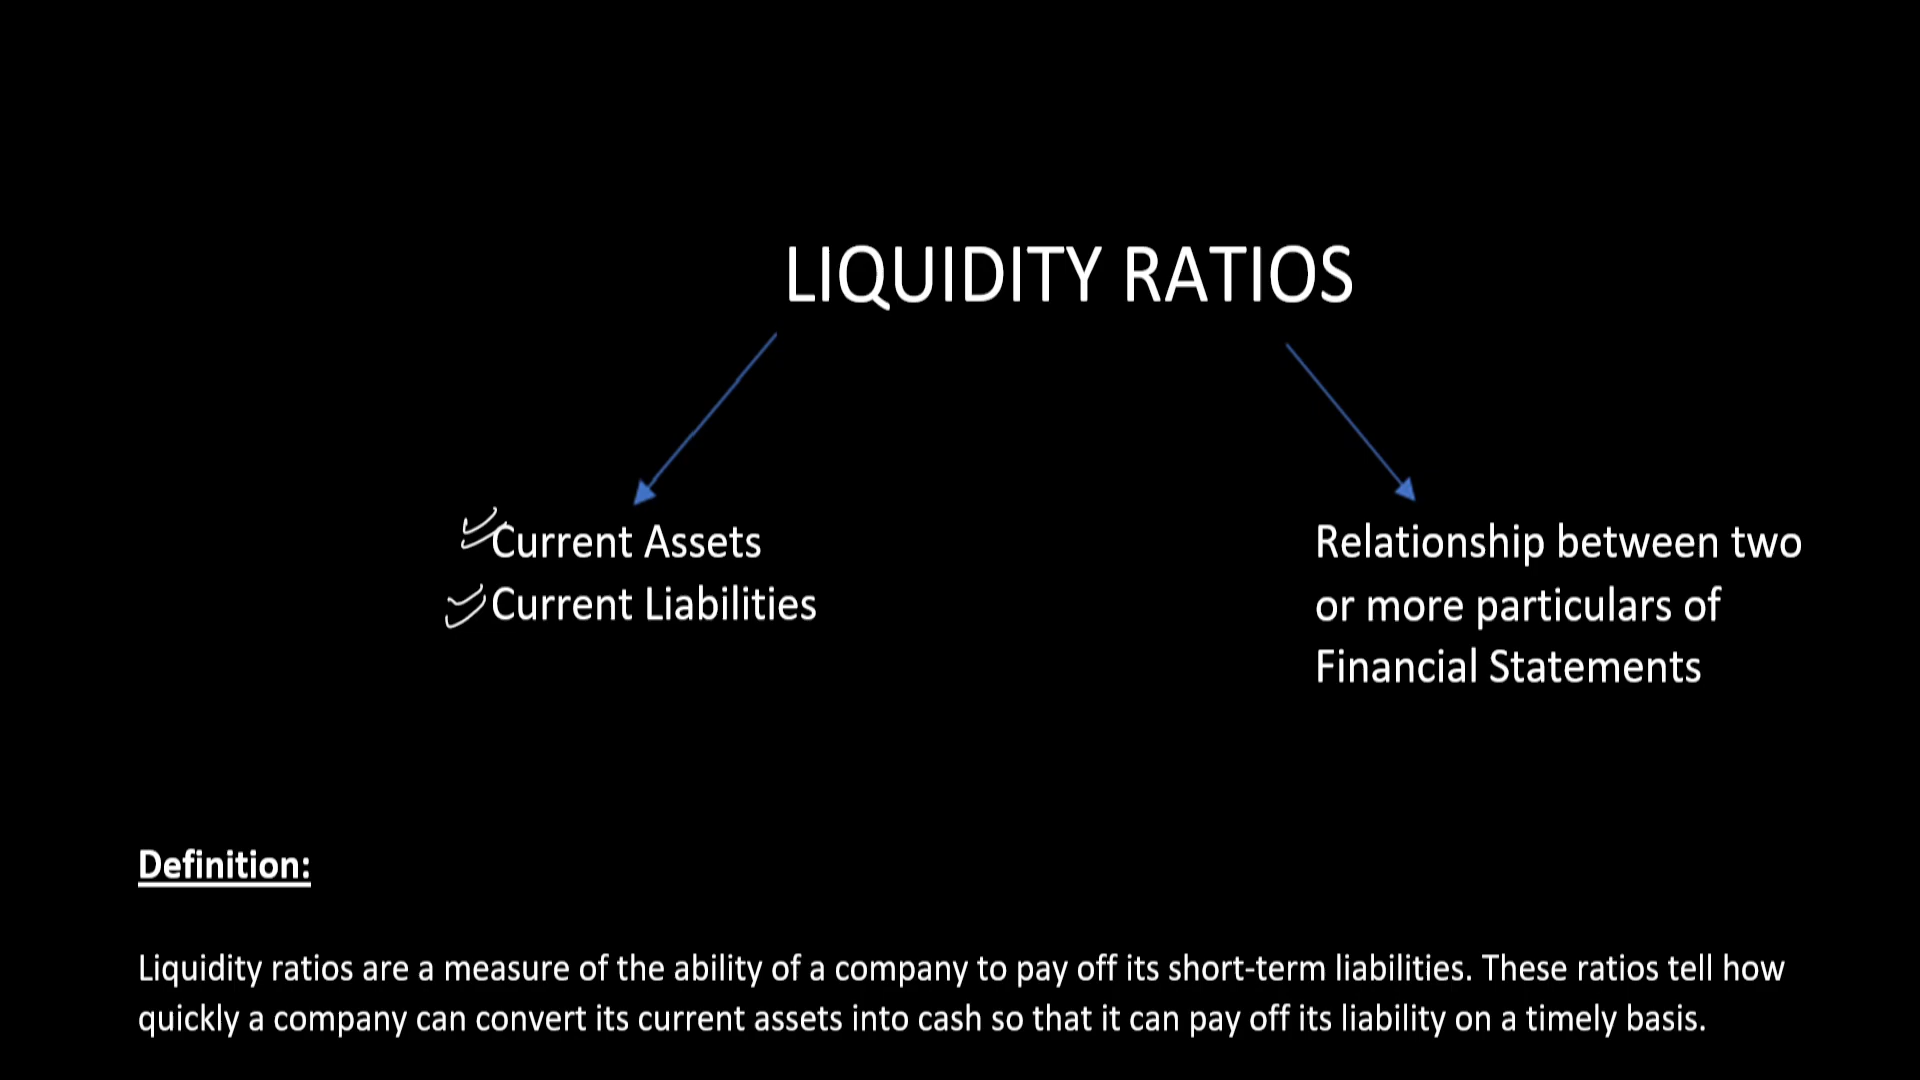 LIQUIDITY RATIOS
Current Assets
Current Liabilities
Relationship between two
or more particulars of
Financial Statements
Definition:
Liquidity ratios are a measure of the ability of a company to pay off its short-term liabilities. These ratios tell how
quickly a company can convert its current assets into cash so that it can pay off its liability on a timely basis.